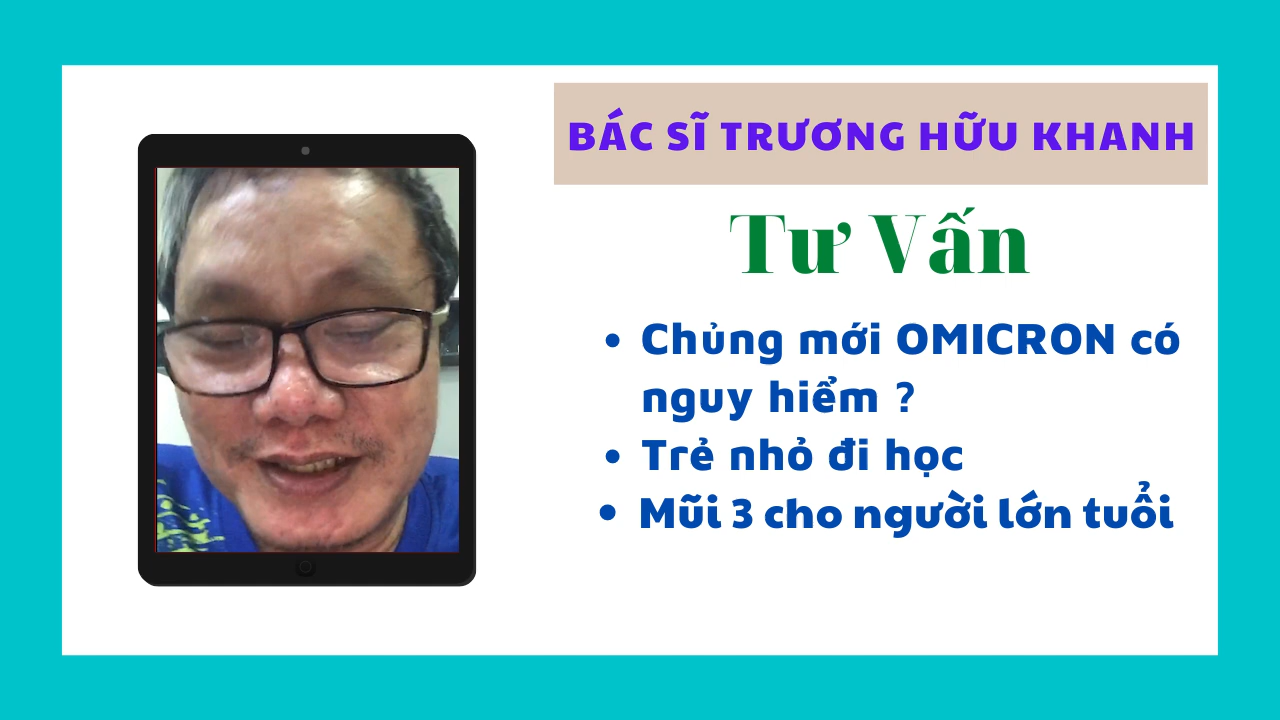 BÁC SĨ TRƯƠNG HỮU KHANH
Tư Vấn
• Chủng mới OMICRON có
nguy hiểm ?
• Trẻ nhỏ đi học
• Mũi 3 cho người lớn tuổi